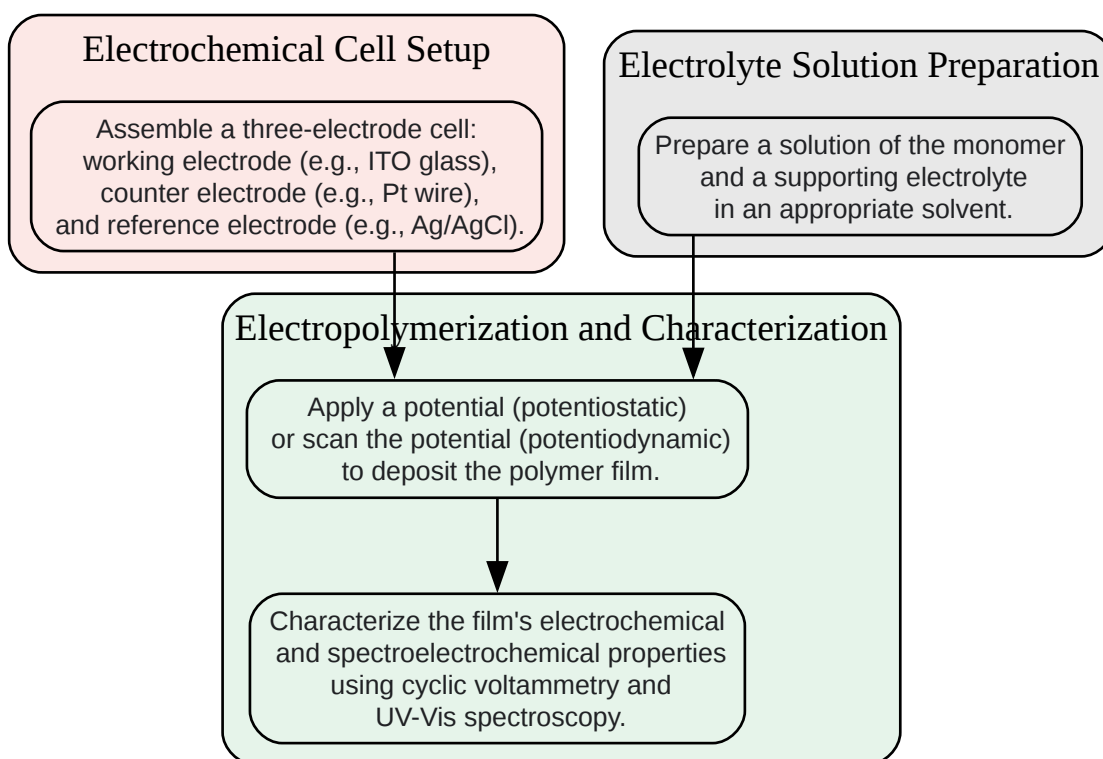 Electrochemical Cell Setup
Assemble a three-electrode cell:
working electrode (e.g., ITO glass),
counter electrode (e.g., Pt wire),
and reference electrode (e.g., Ag/AgCl).
Electrolyte Solution Preparation
Prepare a solution of the monomer
and a supporting electrolyte
in an appropriate solvent.
Electropolymerization and Characterization
Apply a potential (potentiostatic)
or scan the potential (potentiodynamic)
to deposit the polymer film.
Characterize the film's electrochemical
and spectroelectrochemical properties
using cyclic voltammetry and
UV-Vis spectroscopy.